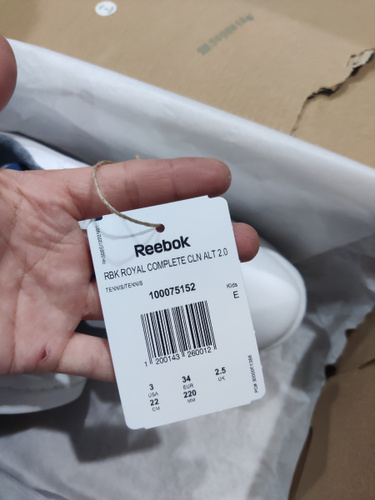 Reebok
RBK ROYAL COMPLETE CLN ALT 2.0
TENNIS/TENNIS
Kids
100075152
E
1 200143 260012
3 34 2.5
USA EUR UK
22 220
CM MM